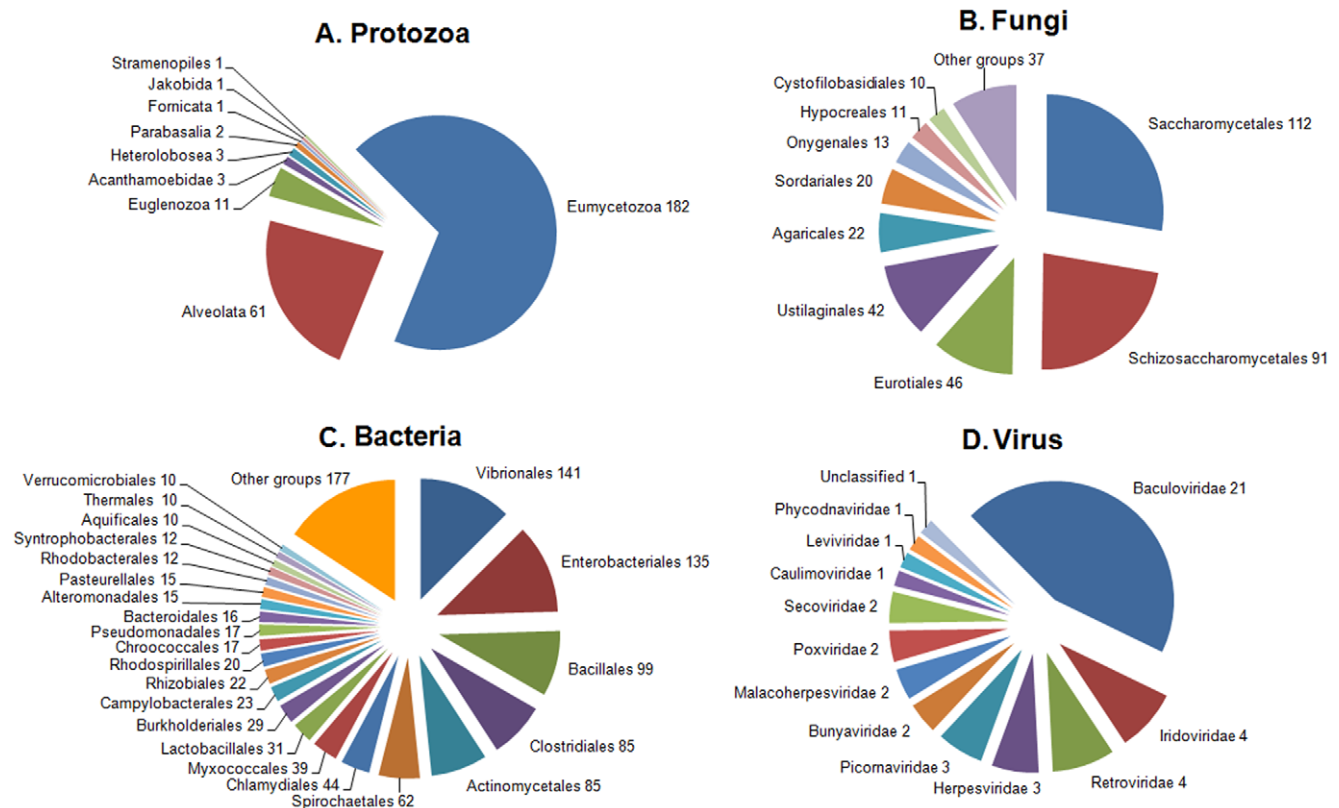 A. Protozoa
Stramenopiles 1
Jakobida 1
Fornicata 1
Parabasalia 2
Heterolobosea 3
Acanthamoebidae 3
Euglenozoa 11
Alveolata 61
Eumycetozoa 182
B. Fungi
Other groups 37
Cystofilobasidiales 10
Hypocreales 11
Onygenales 13
Sordariales 20
Agaricales 22
Ustilaginales 42
Eurotiales 46
Saccharomycetales 112
Schizosaccharomycetales 91
C. Bacteria
Other groups 177
Verrucomicrobiales 10
Thermales 10
Aquificales 10
Syntrophobacterales 12
Rhodobacterales 12
Pasteurellales 15
Alteromonadales 15
Bacteroidales 16
Pseudomonadales 17
Chroococcales 17
Rhodospirillales 20
Rhizobiales 22
Campylobacterales 23
Burkholderiales 29
Lactobacillales 31
Myxococcales 39
Chlamydiales 44
Spirochaetales 62
Vibrionales 141
Enterobacteriales 135
Bacillales 99
Clostridiales 85
Actinomycetales 85
D. Virus
Unclassified 1
Phycodnaviridae 1
Leviviridae 1
Caulimoviridae 1
Secoviridae 2
Poxviridae 2
Malacoherpesviridae 2
Bunyaviridae 2
Picornaviridae 3
Herpesviridae 3
Baculoviridae 21
Iridoviridae 4
Retroviridae 4